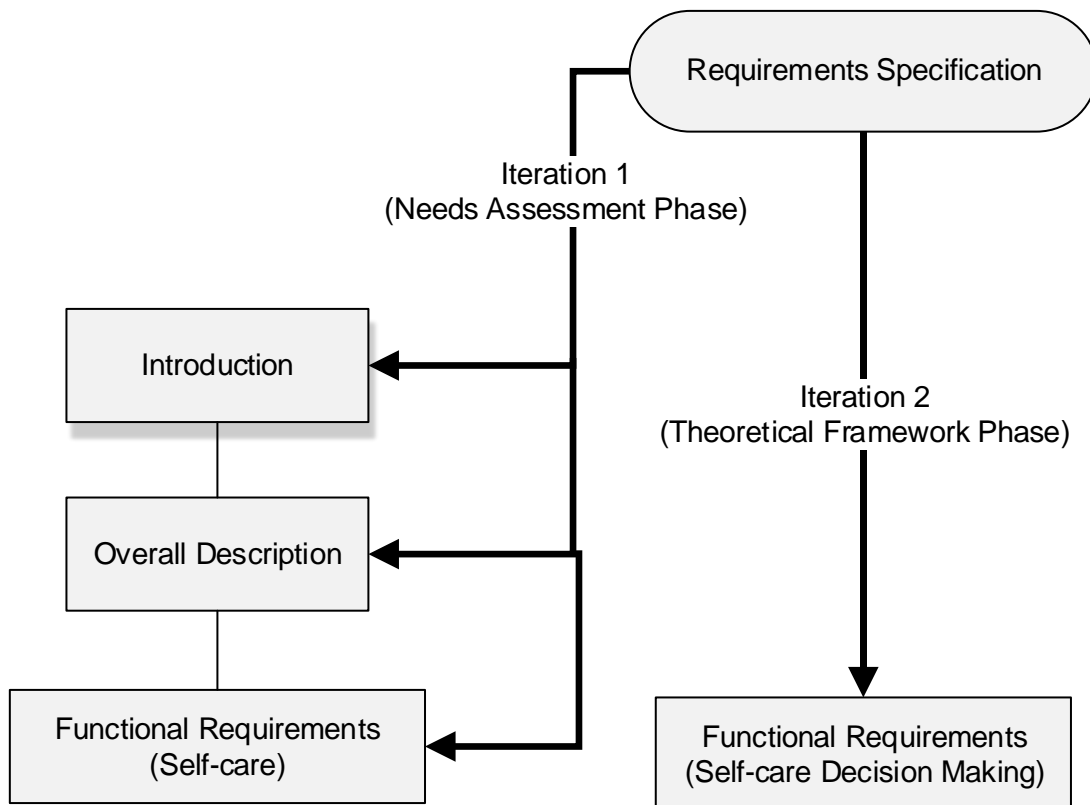 Requirements Specification
Iteration 1
(Needs Assessment Phase)
Introduction
Iteration 2
(Theoretical Framework Phase)
Overall Description
Functional Requirements
(Self-care)
Functional Requirements
(Self-care Decision Making)